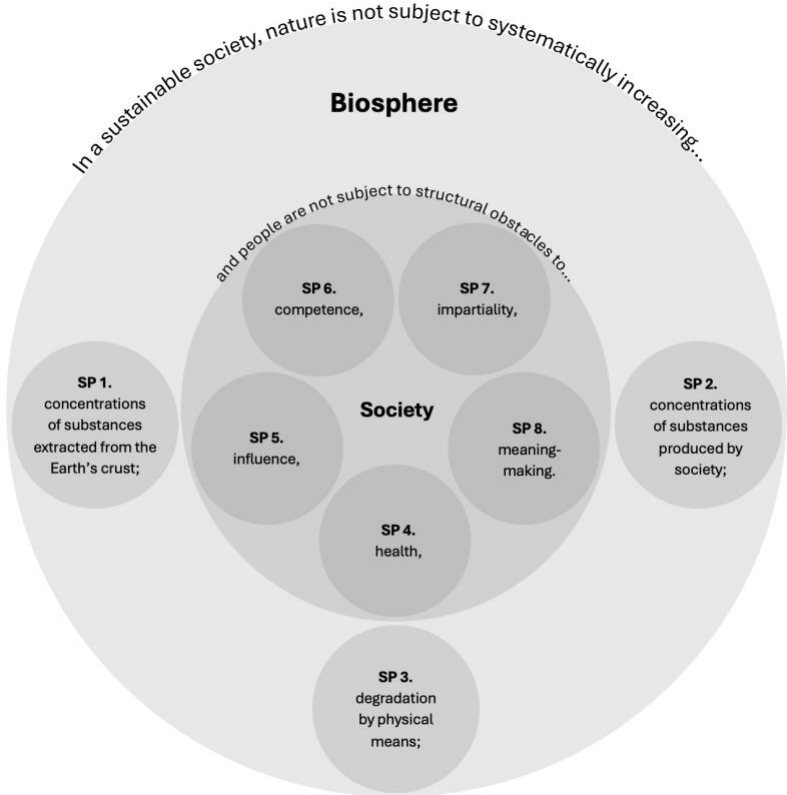 In a sustainable society, nature is not subject to systematically increasing...
Biosphere
and people are not subject to structural obstacles to...
SP 6.
competence,
SP 7.
impartiality,
SP 1.
concentrations
of substances
extracted from the
Earth's crust;
Society
SP 2.
concentrations
of substances
produced by
society;
SP 5.
influence,
SP 8.
meaning-
making.
SP 4.
health,
SP 3.
degradation
by physical
means;